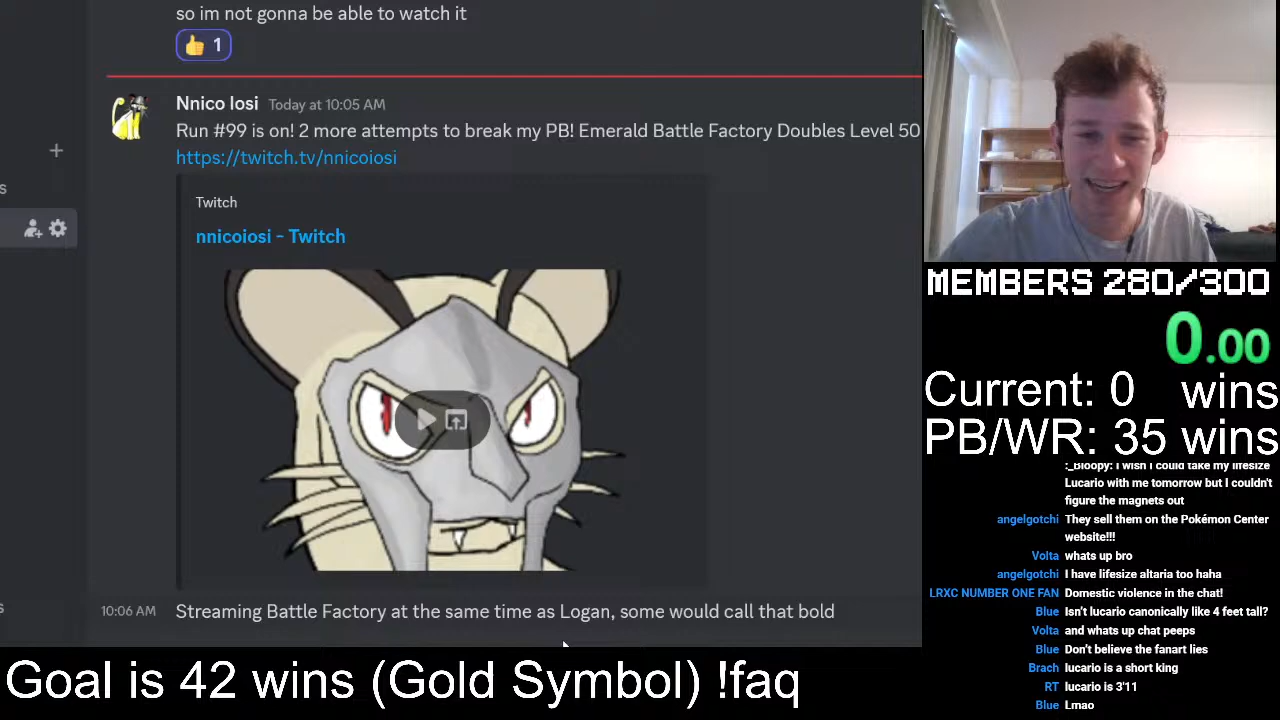 so im not gonna be able to watch it
👍 1
Nnico Iosi Today at 10:05 AM
Run #99 is on! 2 more attempts to break my PB! Emerald Battle Factory Doubles Level 50
https://twitch.tv/nnicoiosi
Twitch
nnicoiosi - Twitch
10:06 AM Streaming Battle Factory at the same time as Logan, some would call that bold
Goal is 42 wins (Gold Symbol) !faq
MEMBERS 280/300
0.00
Current: 0 wins
PB/WR: 35 wins
:_Bloopy: I wish I could take my lifesize
Lucario with me tomorrow but I couldn't
figure the magnets out
angelgotchi They sell them on the Pokémon Center
website!!!
Volta whats up bro
angelgotchi I have lifesize altaria too haha
LRXC NUMBER ONE FAN Domestic violence in the chat!
Blue Isn't lucario canonically like 4 feet tall?
Volta and whats up chat peeps
Blue Don't believe the fanart lies
Brach lucario is a short king
RT lucario is 3'11
Blue Lmao